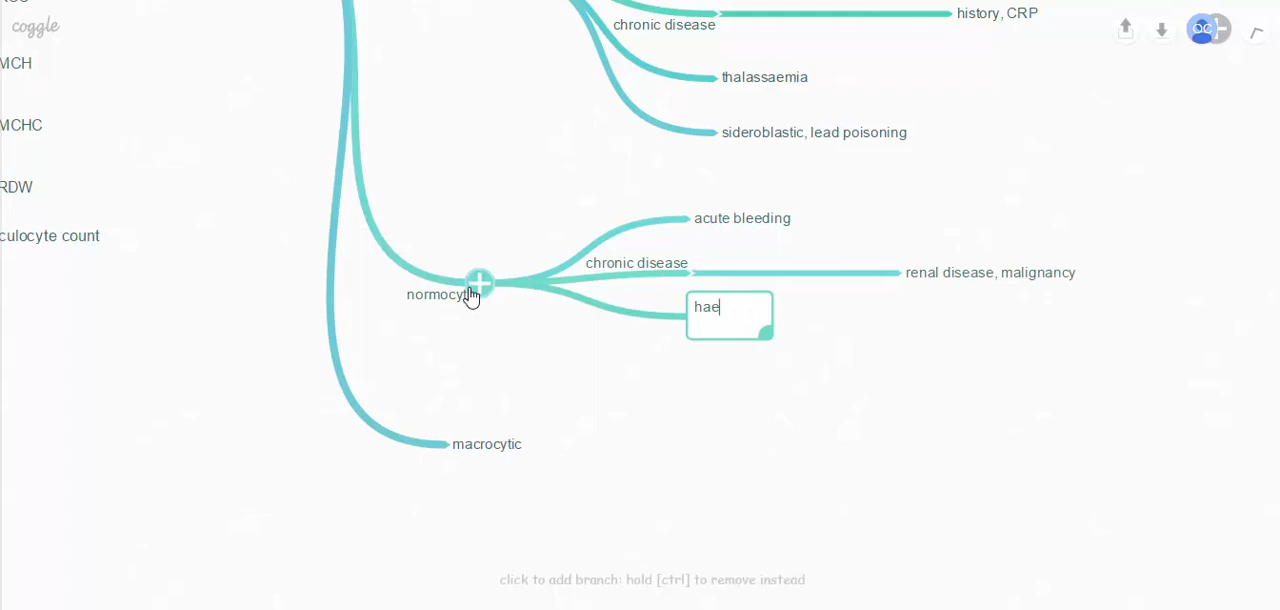 coggle
MCH
MCHC
RDW
culocyte count
chronic disease
history, CRP
thalassaemia
sideroblastic, lead poisoning
acute bleeding
chronic disease
renal disease, malignancy
normocyt
hae
macrocytic
click to add branch: hold [ctrl] to remove instead
OC